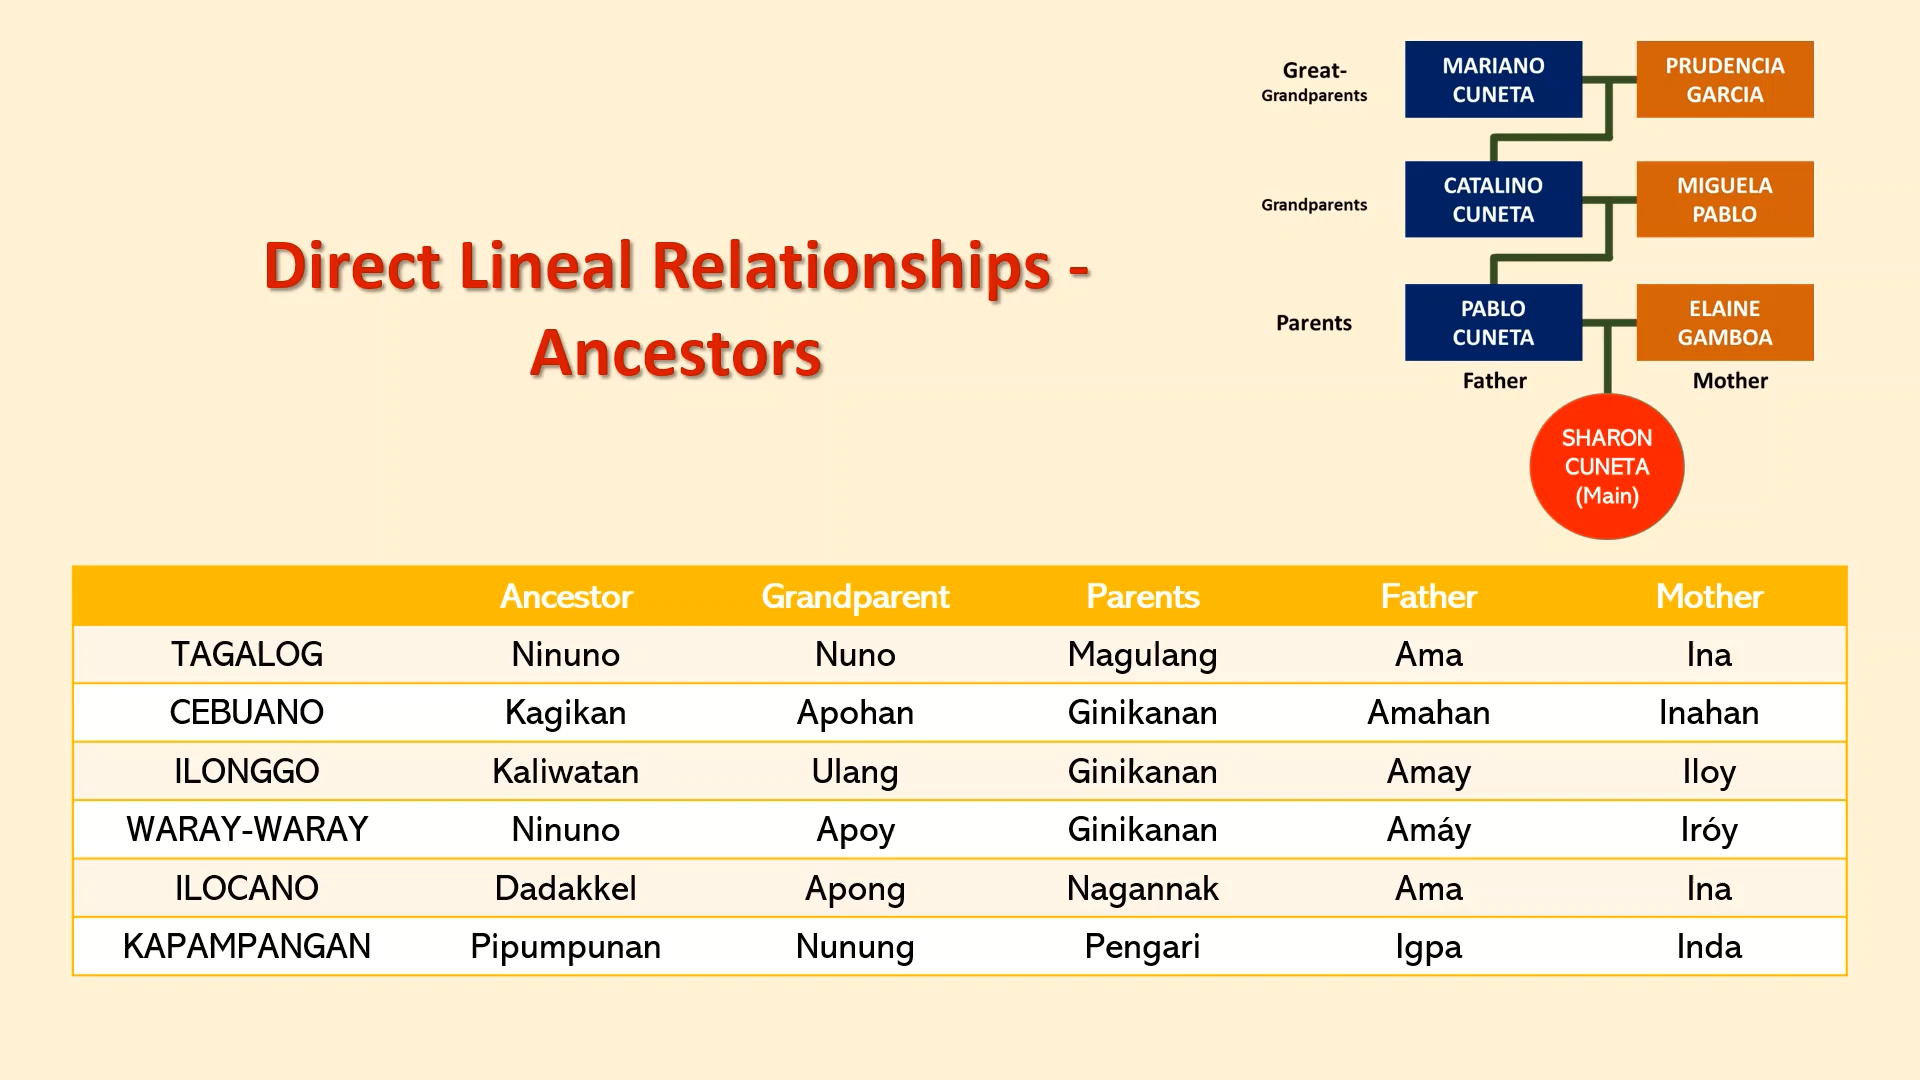 Direct Lineal Relationships -
Ancestors
Great-
Grandparents
MARIANO
CUNETA
PRUDENCIA
GARCIA
Grandparents
CATALINO
CUNETA
MIGUELA
PABLO
Parents
PABLO
CUNETA
ELAINE
GAMBOA
Father
Mother
SHARON
CUNETA
(Main)
Ancestor Grandparent Parents Father Mother
TAGALOG Ninuno Nuno Magulang Ama Ina
CEBUANO Kagikan Apohan Ginikanan Amahan Inahan
ILONGGO Kaliwatan Ulang Ginikanan Amay Iloy
WARAY-WARAY Ninuno Apoy Ginikanan Amáy Iróy
ILOCANO Dadakkel Apong Nagannak Ama Ina
KAPAMPANGAN Pipumpunan Nunung Pengari Igpa Inda